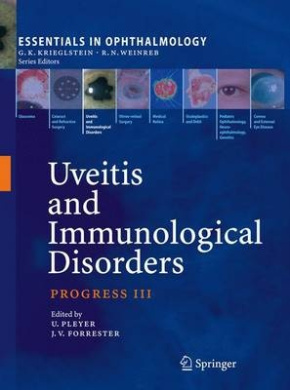 ESSENTIALS IN OPHTHALMOLOGY
G. K. KRIEGLSTEIN · R. N. WEINREB
Series Editors
Glaucoma
Cataract
and Refractive
Surgery
Uveitis
and
Immunological
Disorders
Vitreo-retinal
Surgery
Medical
Retina
Oculoplastics
and Orbit
Pediatric
Ophthalmology,
Neuro-
ophthalmology,
Genetics
Cornea
and External
Eye Disease
Uveitis
and
Immunological
Disorders
PROGRESS III
Edited by
U. PLEYER
J. V. FORRESTER
Springer